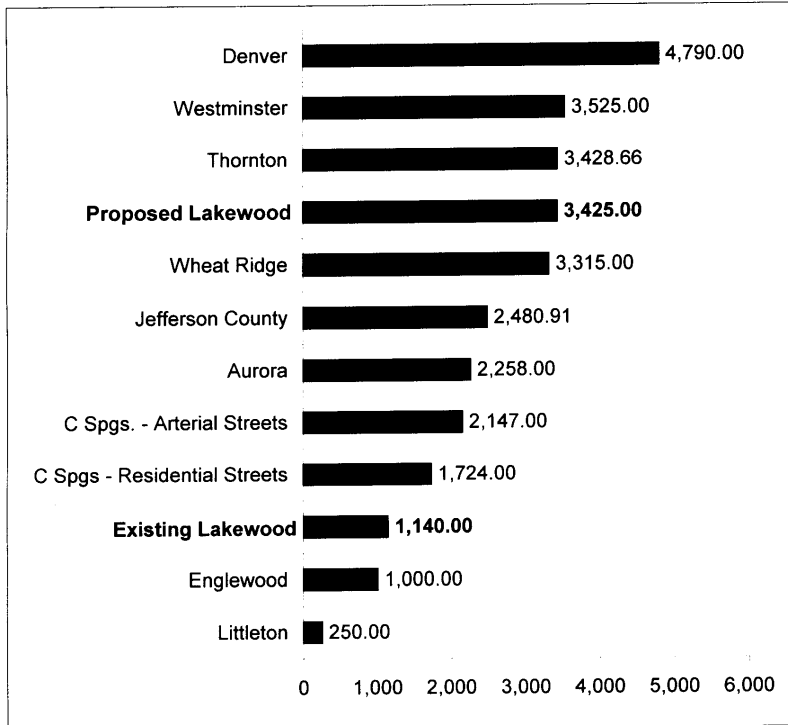 Denver 4,790.00
Westminster 3,525.00
Thornton 3,428.66
Proposed Lakewood 3,425.00
Wheat Ridge 3,315.00
Jefferson County 2,480.91
Aurora 2,258.00
C Spgs. - Arterial Streets 2,147.00
C Spgs - Residential Streets 1,724.00
Existing Lakewood 1,140.00
Englewood 1,000.00
Littleton 250.00
0 1,000 2,000 3,000 4,000 5,000 6,000